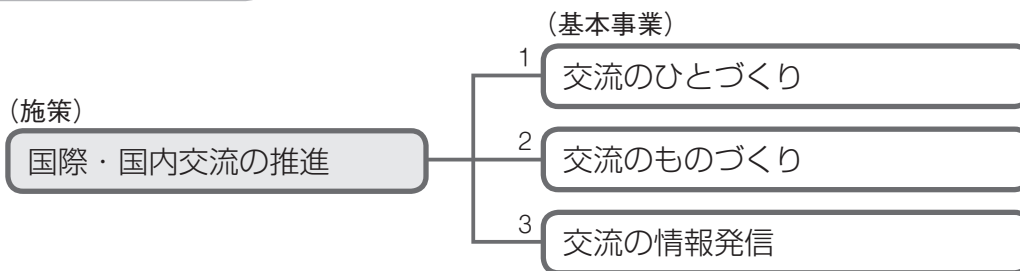 （基本事業）
1
交流のひとづくり
（施策）
国際・国内交流の推進
2
交流のものづくり
3
交流の情報発信